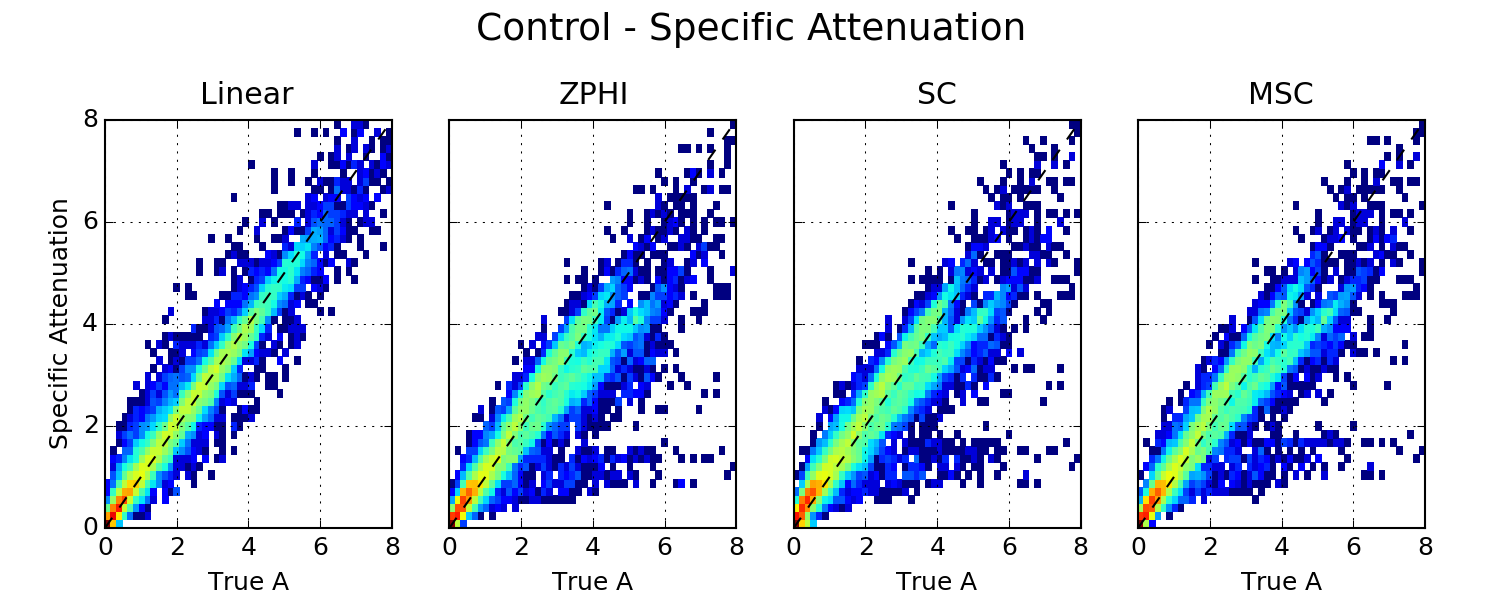 Control - Specific Attenuation
Linear
ZPHI
SC
MSC
Specific Attenuation
8
6
4
2
0
0 2 4 6 8
0 2 4 6 8
0 2 4 6 8
0 2 4 6 8
True A
True A
True A
True A